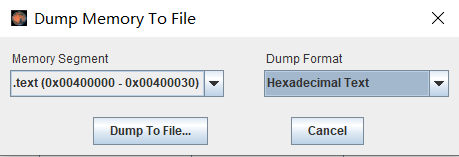 Dump Memory To File
Memory Segment
Dump Format
.text (0x00400000 - 0x00400030)
Hexadecimal Text
Dump To File...
Cancel